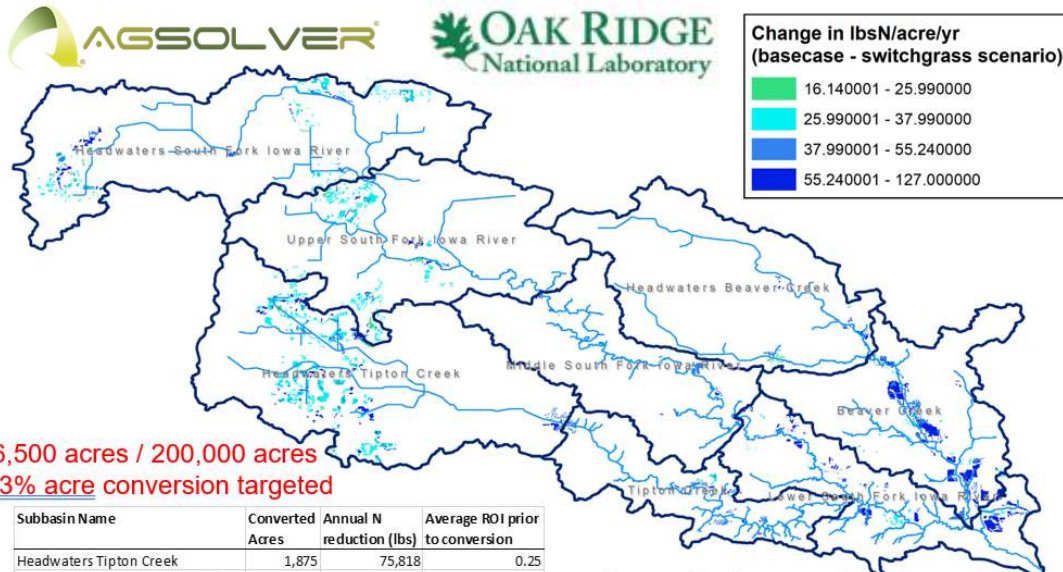 AGSOLVER
OAK RIDGE
National Laboratory
Change in lbsN/acre/yr
(basecase - switchgrass scenario)
16.140001 - 25.990000
25.990001 - 37.990000
37.990001 - 55.240000
55.240001 - 127.000000
Headwaters South Fork Iowa River
Upper South Fork Iowa River
Headwaters Beaver Creek
Middle South Fork Iowa River
Headwaters Tipton Creek
Beaver Creek
Tipton Creek
Lower South Fork Iowa River
6,500 acres / 200,000 acres
3% acre conversion targeted
Subbasin Name Converted Acres Annual N reduction (lbs) Average ROI prior to conversion
Headwaters Tipton Creek 1,875 75,818 0.25